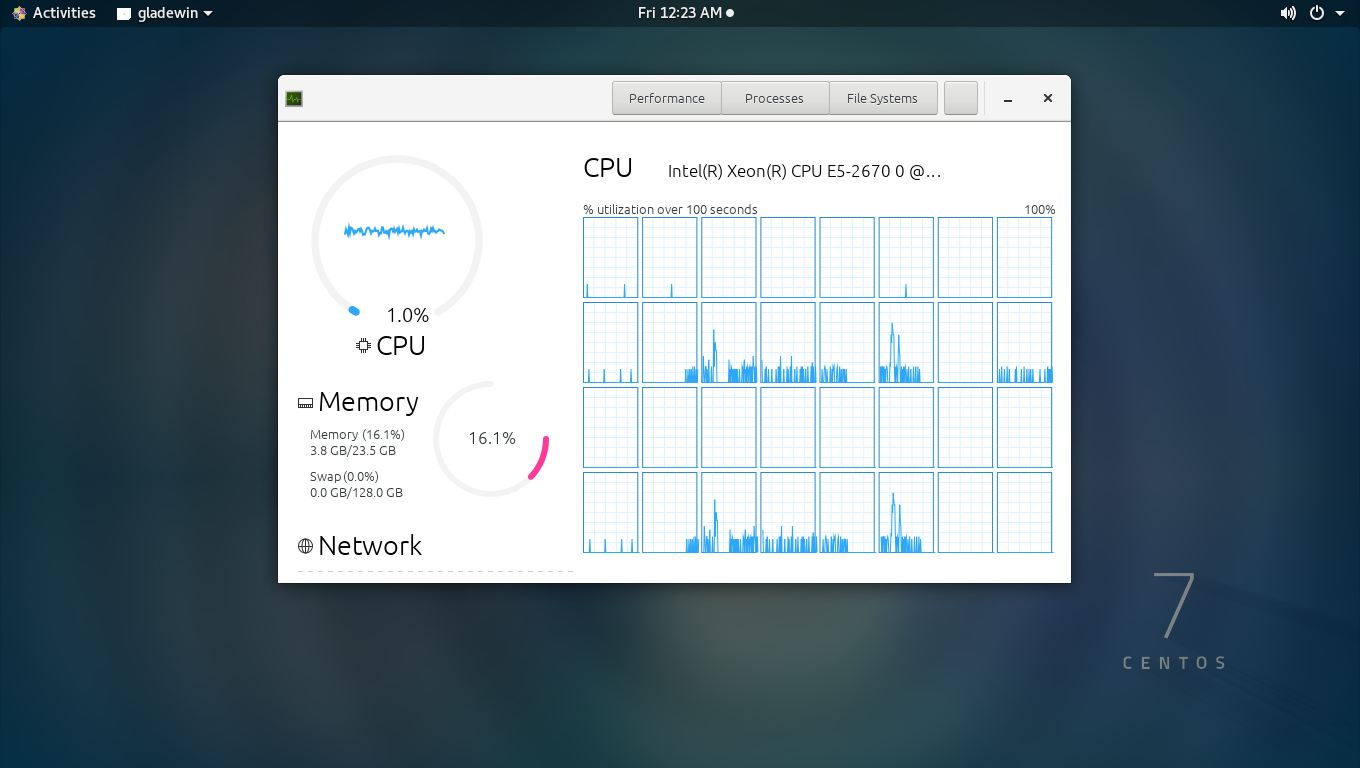 Activities
gladewin
Fri 12:23 AM
Performance
Processes
File Systems
1.0%
CPU
Memory
Memory (16.1%)
3.8 GB/23.5 GB
Swap (0.0%)
0.0 GB/128.0 GB
16.1%
Network
CPU
Intel(R) Xeon(R) CPU E5-2670 0 @…
% utilization over 100 seconds
100%
7
CENTOS